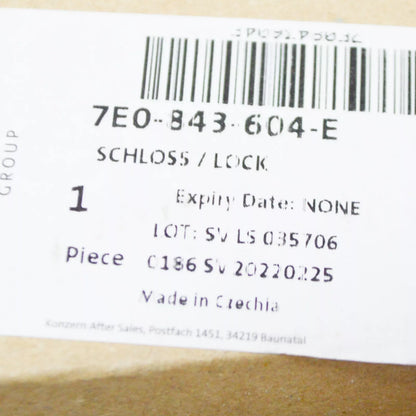 7E0-843-604-E
SCHLOSS / LOCK
1 Expiry Date: NONE
LOT: SV LS 035706
Piece 0186 SV 20220225
Made in Czechia
Konzern After Sales, Postfach 1451, 34219 Baunatal
GROUP